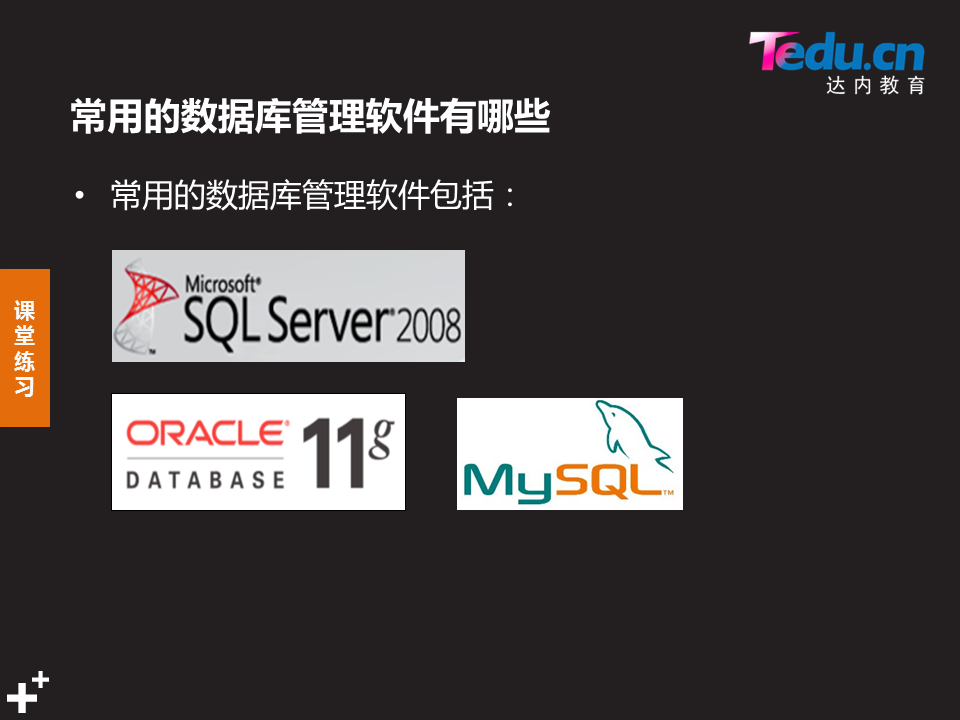 Tedu.cn
达内教育
常用的数据库管理软件有哪些
• 常用的数据库管理软件包括：
Microsoft®
SQL Server® 2008
™
课堂练习
ORACLE® 11g
DATABASE
MySQL™